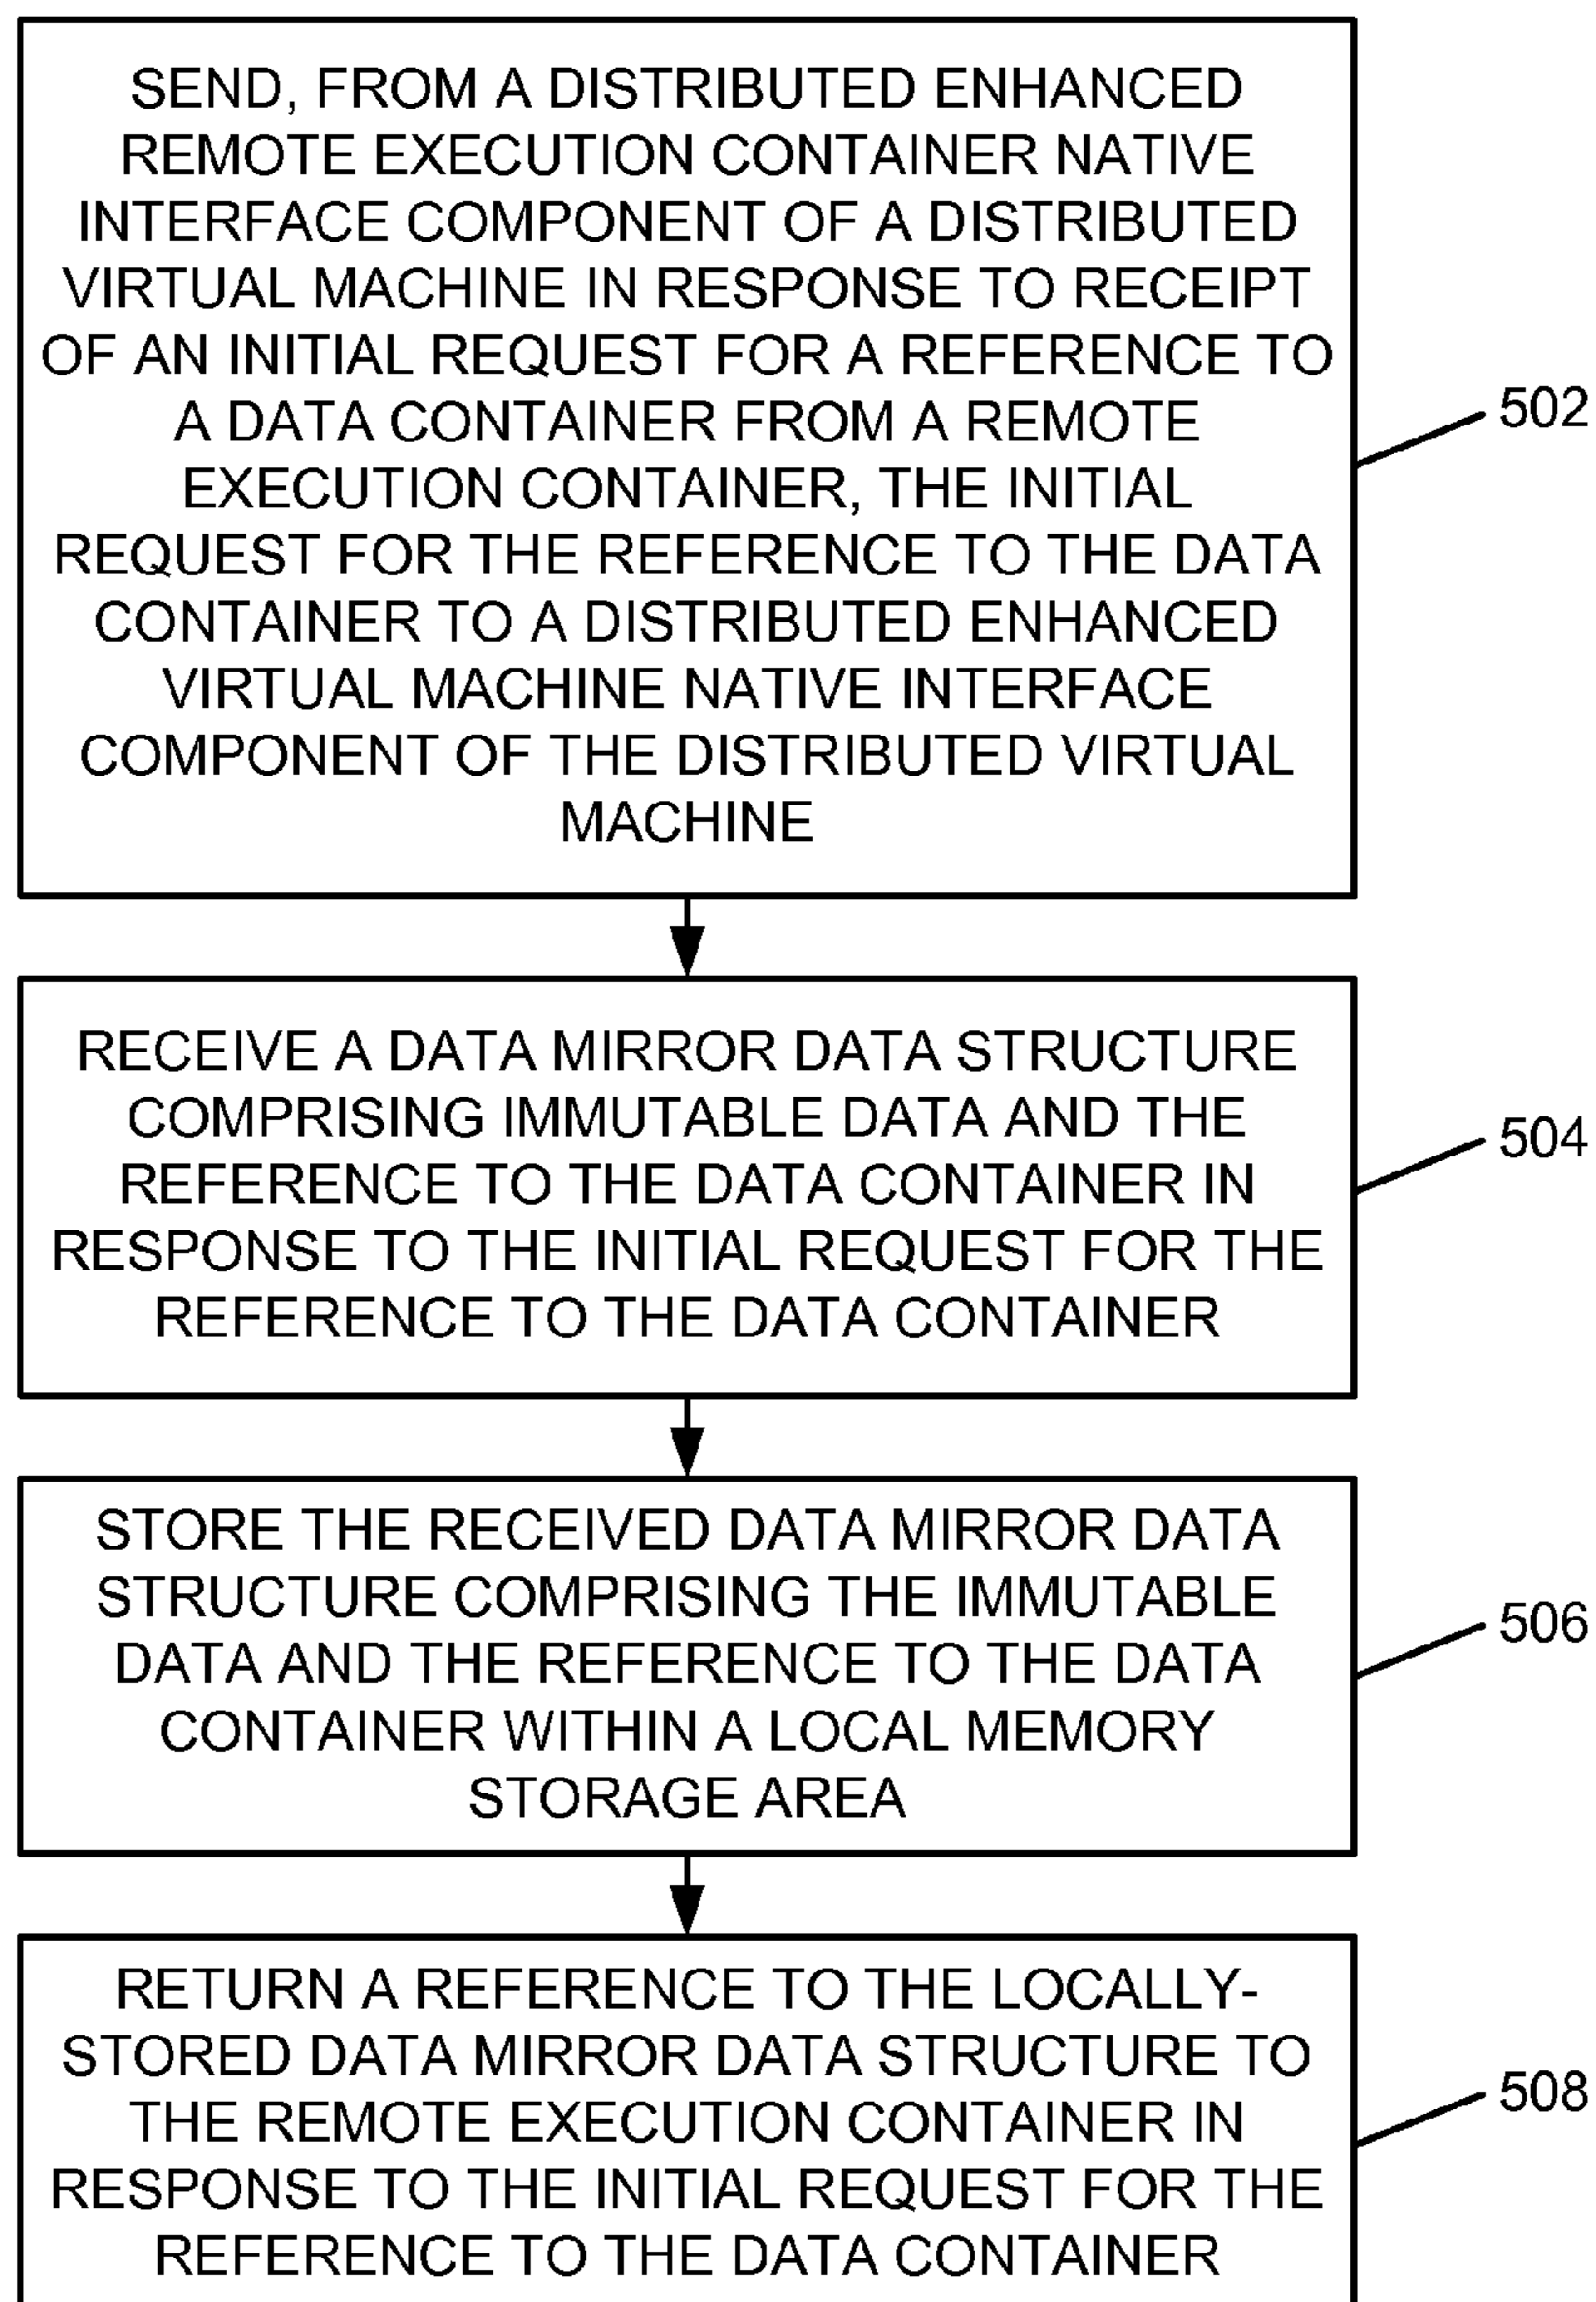 SEND, FROM A DISTRIBUTED ENHANCED
REMOTE EXECUTION CONTAINER NATIVE
INTERFACE COMPONENT OF A DISTRIBUTED
VIRTUAL MACHINE IN RESPONSE TO RECEIPT
OF AN INITIAL REQUEST FOR A REFERENCE TO
A DATA CONTAINER FROM A REMOTE
EXECUTION CONTAINER, THE INITIAL
REQUEST FOR THE REFERENCE TO THE DATA
CONTAINER TO A DISTRIBUTED ENHANCED
VIRTUAL MACHINE NATIVE INTERFACE
COMPONENT OF THE DISTRIBUTED VIRTUAL
MACHINE
502
RECEIVE A DATA MIRROR DATA STRUCTURE
COMPRISING IMMUTABLE DATA AND THE
REFERENCE TO THE DATA CONTAINER IN
RESPONSE TO THE INITIAL REQUEST FOR THE
REFERENCE TO THE DATA CONTAINER
504
STORE THE RECEIVED DATA MIRROR DATA
STRUCTURE COMPRISING THE IMMUTABLE
DATA AND THE REFERENCE TO THE DATA
CONTAINER WITHIN A LOCAL MEMORY
STORAGE AREA
506
RETURN A REFERENCE TO THE LOCALLY-
STORED DATA MIRROR DATA STRUCTURE TO
THE REMOTE EXECUTION CONTAINER IN
RESPONSE TO THE INITIAL REQUEST FOR THE
REFERENCE TO THE DATA CONTAINER
508